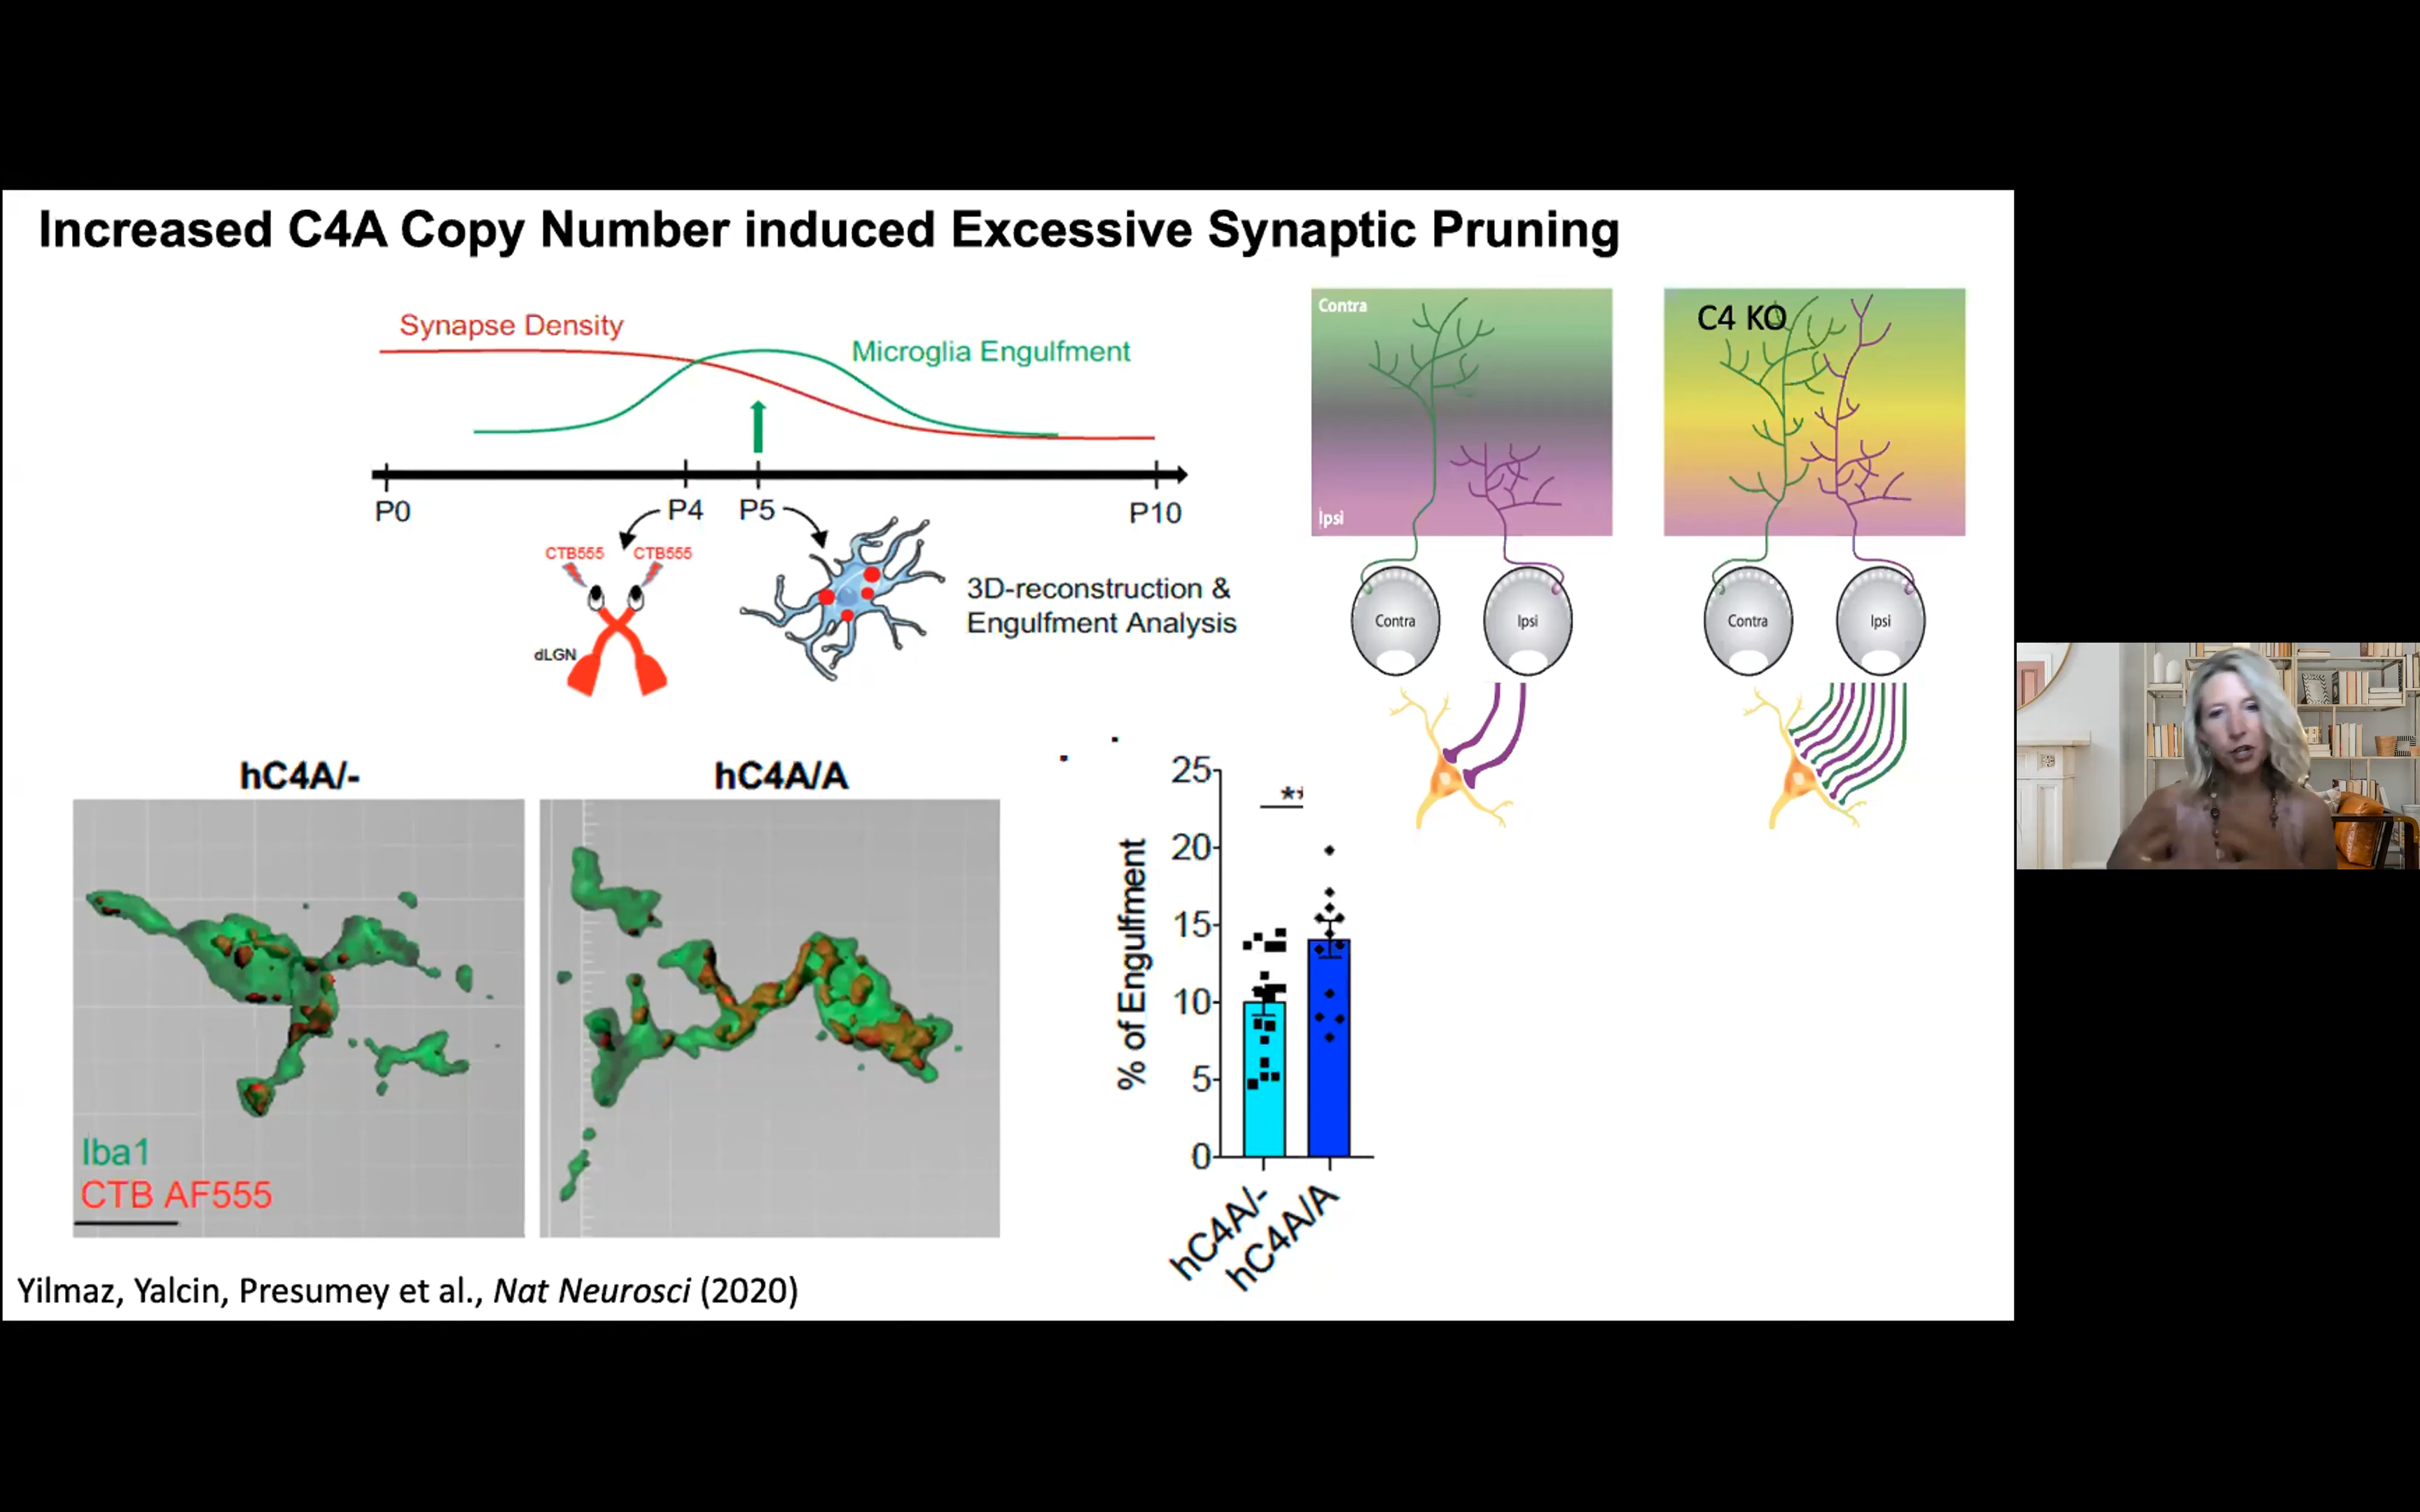 Increased C4A Copy Number induced Excessive Synaptic Pruning
Synapse Density
Microglia Engulfment
P0
P4
P5
P10
CTB555
CTB555
dLGN
3D-reconstruction &
Engulfment Analysis
Contra
Ipsi
C4 KO
Contra
Ipsi
Contra
Ipsi
hC4A/-
hC4A/A
Iba1
CTB AF555
% of Engulfment
25
20
15
10
5
0
**
hC4A/-
hC4A/A
Yilmaz, Yalcin, Presumey et al., Nat Neurosci (2020)